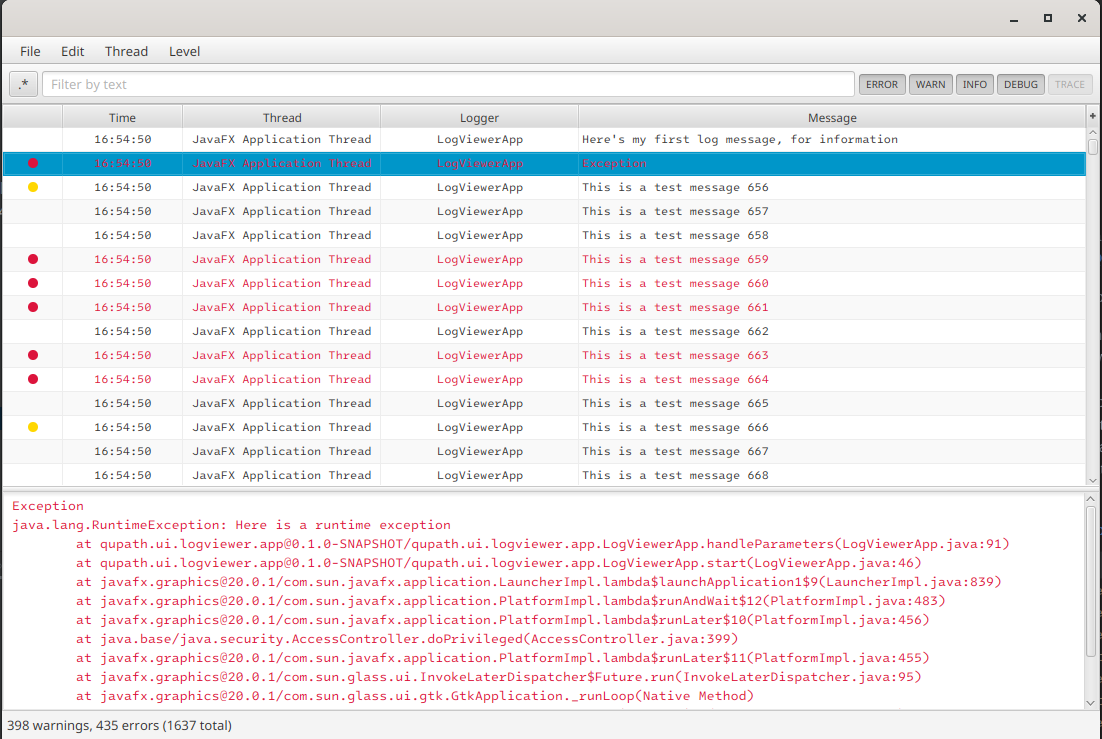 File Edit Thread Level
.* Filter by text ERROR WARN INFO DEBUG TRACE
Time Thread Logger Message +
16:54:50 JavaFX Application Thread LogViewerApp Here's my first log message, for information
16:54:50 JavaFX Application Thread LogViewerApp Exception
16:54:50 JavaFX Application Thread LogViewerApp This is a test message 656
16:54:50 JavaFX Application Thread LogViewerApp This is a test message 657
16:54:50 JavaFX Application Thread LogViewerApp This is a test message 658
16:54:50 JavaFX Application Thread LogViewerApp This is a test message 659
16:54:50 JavaFX Application Thread LogViewerApp This is a test message 660
16:54:50 JavaFX Application Thread LogViewerApp This is a test message 661
16:54:50 JavaFX Application Thread LogViewerApp This is a test message 662
16:54:50 JavaFX Application Thread LogViewerApp This is a test message 663
16:54:50 JavaFX Application Thread LogViewerApp This is a test message 664
16:54:50 JavaFX Application Thread LogViewerApp This is a test message 665
16:54:50 JavaFX Application Thread LogViewerApp This is a test message 666
16:54:50 JavaFX Application Thread LogViewerApp This is a test message 667
16:54:50 JavaFX Application Thread LogViewerApp This is a test message 668
Exception
java.lang.RuntimeException: Here is a runtime exception
at qupath.ui.logviewer.app@0.1.0-SNAPSHOT/qupath.ui.logviewer.app.LogViewerApp.handleParameters(LogViewerApp.java:91)
at qupath.ui.logviewer.app@0.1.0-SNAPSHOT/qupath.ui.logviewer.app.LogViewerApp.start(LogViewerApp.java:46)
at javafx.graphics@20.0.1/com.sun.javafx.application.LauncherImpl.lambda$launchApplication1$9(LauncherImpl.java:839)
at javafx.graphics@20.0.1/com.sun.javafx.application.PlatformImpl.lambda$runAndWait$12(PlatformImpl.java:483)
at javafx.graphics@20.0.1/com.sun.javafx.application.PlatformImpl.lambda$runLater$10(PlatformImpl.java:456)
at java.base/java.security.AccessController.doPrivileged(AccessController.java:399)
at javafx.graphics@20.0.1/com.sun.javafx.application.PlatformImpl.lambda$runLater$11(PlatformImpl.java:455)
at javafx.graphics@20.0.1/com.sun.glass.ui.InvokeLaterDispatcher$Future.run(InvokeLaterDispatcher.java:95)
at javafx.graphics@20.0.1/com.sun.glass.ui.gtk.GtkApplication._runLoop(Native Method)
398 warnings, 435 errors (1637 total)